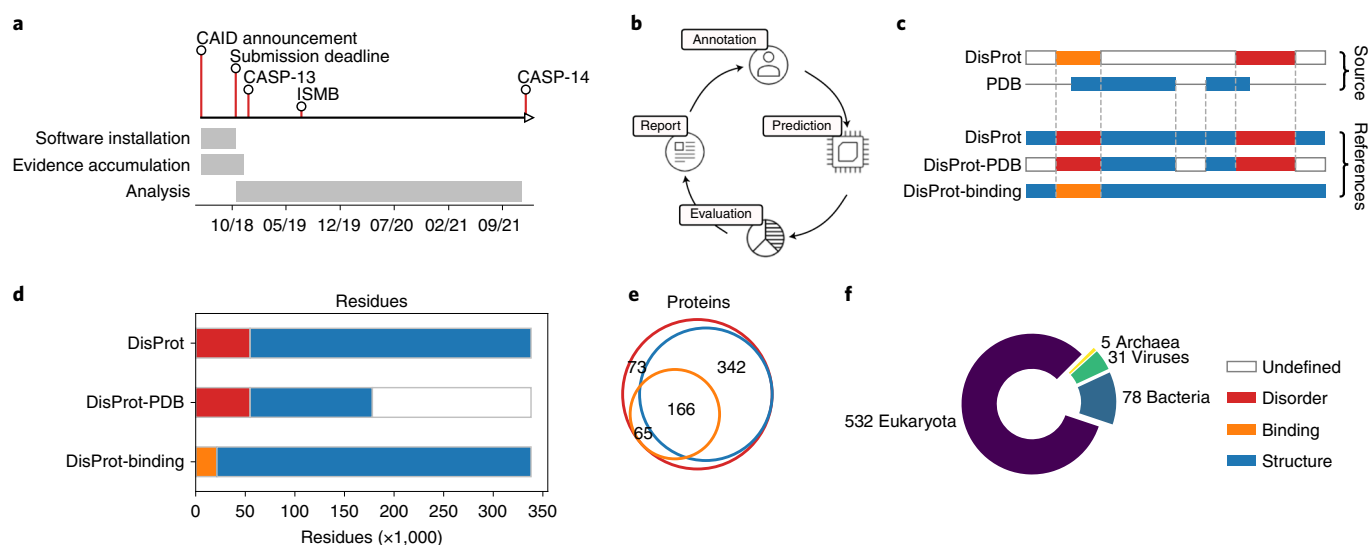 a
CAID announcement
Submission deadline
CASP-13
ISMB
CASP-14
Software installation
Evidence accumulation
Analysis
10/18 05/19 12/19 07/20 02/21 09/21
b
Annotation
Prediction
Evaluation
Report
c
DisProt
PDB
Source
DisProt
DisProt-PDB
DisProt-binding
References
d
Residues
DisProt
DisProt-PDB
DisProt-binding
0 50 100 150 200 250 300 350
Residues (×1,000)
e
Proteins
73
342
166
65
f
5 Archaea
31 Viruses
78 Bacteria
532 Eukaryota
Undefined
Disorder
Binding
Structure